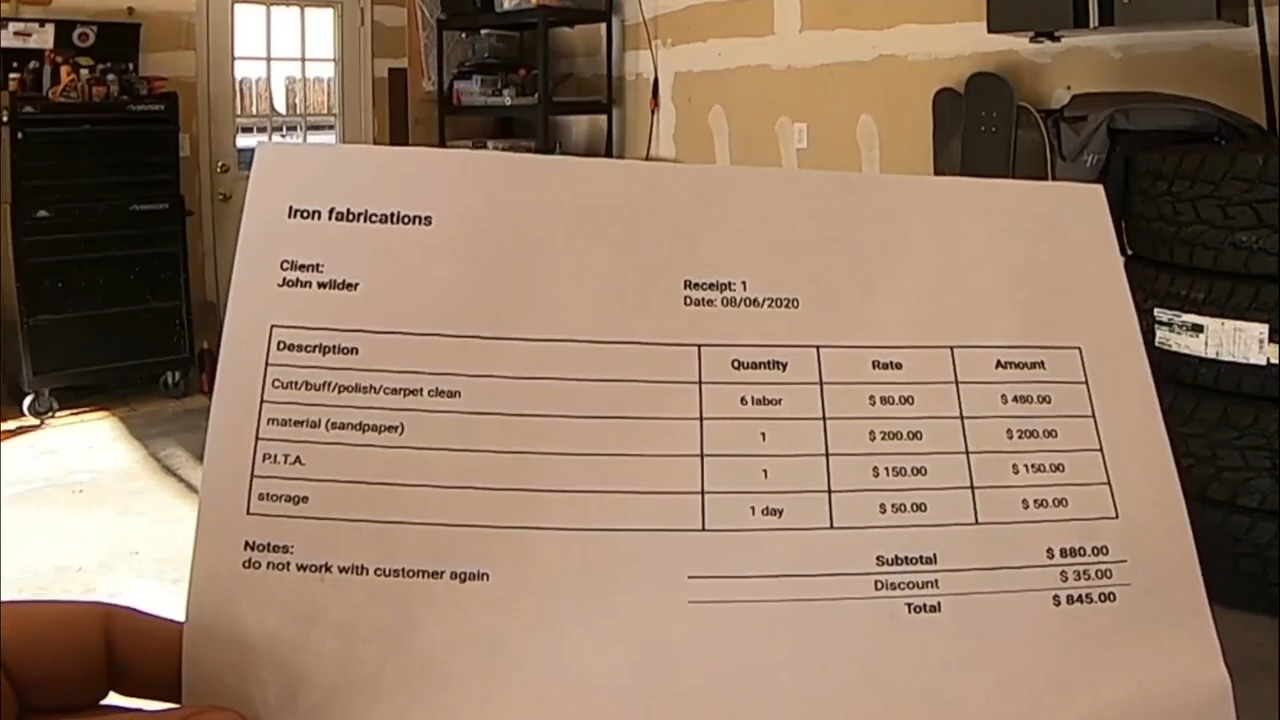 Iron fabrications
Client:
John wilder
Receipt: 1
Date: 08/06/2020
Description Quantity Rate Amount
Cutt/buff/polish/carpet clean 6 labor $ 80.00 $ 480.00
material (sandpaper) 1 $ 200.00 $ 200.00
P.I.T.A. 1 $ 150.00 $ 150.00
storage 1 day $ 50.00 $ 50.00
Notes:
do not work with customer again
Subtotal $ 880.00
Discount $ 35.00
Total $ 845.00